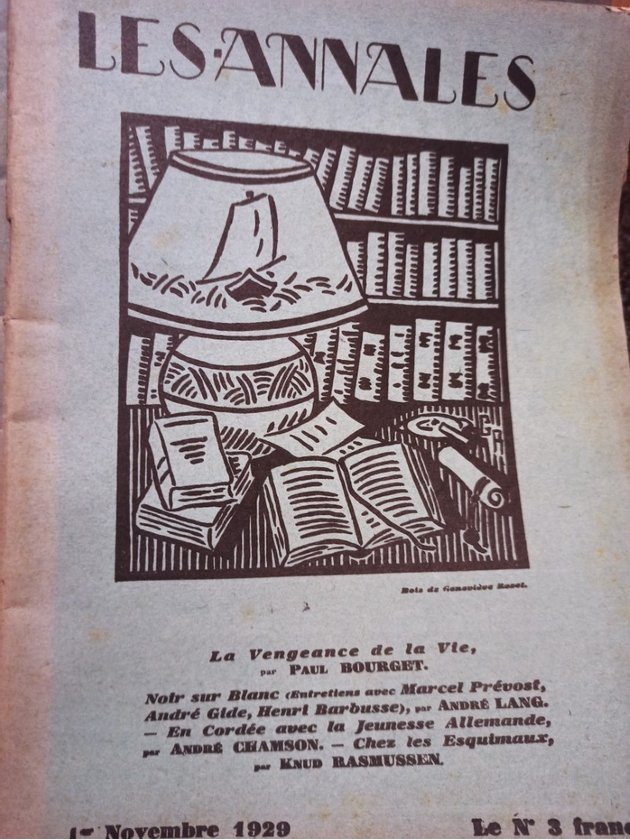 LES·ANNALES
GR
Bois de Geneviève
La Vengeance de la Vie,
par PAUL BOURGET.
Noir sur Blanc (Entretiens avec Marcel Prévost,
André Gide, Henri Barbusse), par ANDRÉ LANG.
— En Cordée avec la Jeunesse Allemande,
par ANDRÉ CHAMSON. — Chez les Esquimaux,
par KNUD RASMUSSEN.
1er Novembre 1929 Le N° 3 franc